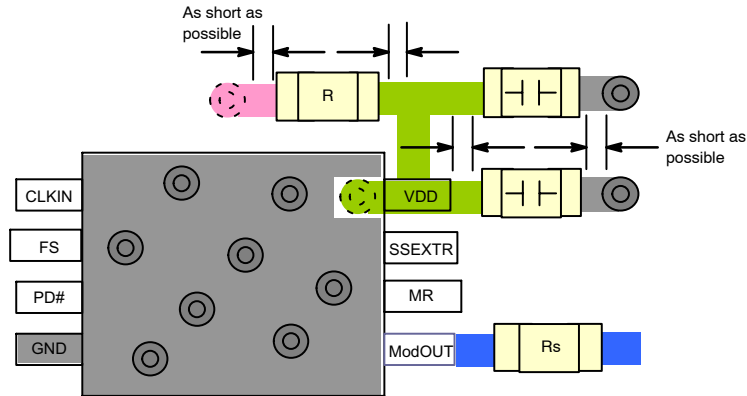 As short as
possible
R
As short as
possible
CLKIN
VDD
FS
SSEXTR
PD#
MR
GND
ModOUT
Rs